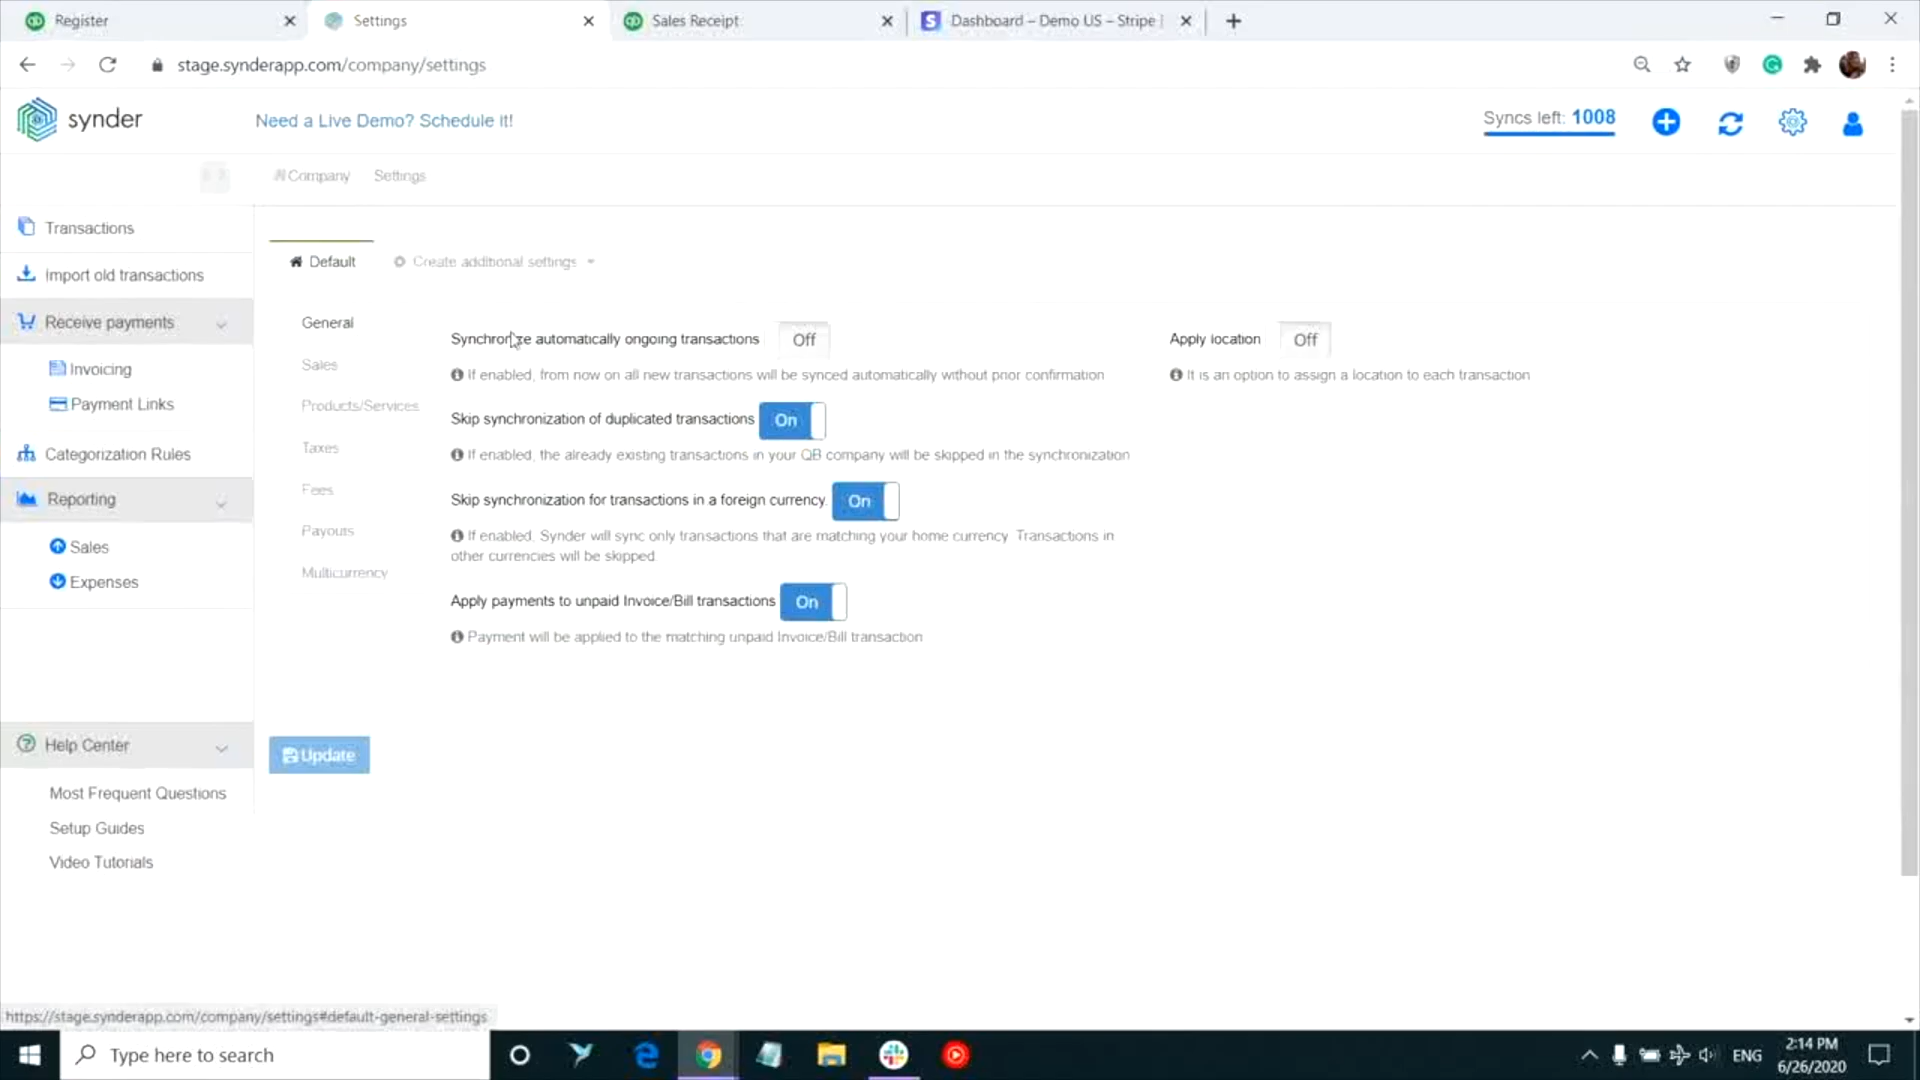 Register
Settings
Sales Receipt
Dashboard – Demo US – Stripe |
stage.synderapp.com/company/settings
synder
Need a Live Demo? Schedule it!
Syncs left: 1008
Company
Settings
Transactions
Import old transactions
Receive payments
Invoicing
Payment Links
Categorization Rules
Reporting
Sales
Expenses
Help Center
Most Frequent Questions
Setup Guides
Video Tutorials
Default
Create additional settings
General
Sales
Products/Services
Taxes
Fees
Payouts
Multicurrency
Synchronize automatically ongoing transactions Off
If enabled, from now on all new transactions will be synced automatically without prior confirmation
Skip synchronization of duplicated transactions On
If enabled, the already existing transactions in your QB company will be skipped in the synchronization
Skip synchronization for transactions in a foreign currency. On
If enabled, Synder will sync only transactions that are matching your home currency. Transactions in
other currencies will be skipped.
Apply payments to unpaid Invoice/Bill transactions On
Payment will be applied to the matching unpaid Invoice/Bill transaction
Apply location Off
It is an option to assign a location to each transaction
Update
https://stage.synderapp.com/company/settings#default-general-settings
Type here to search
ENG
2:14 PM
6/26/2020